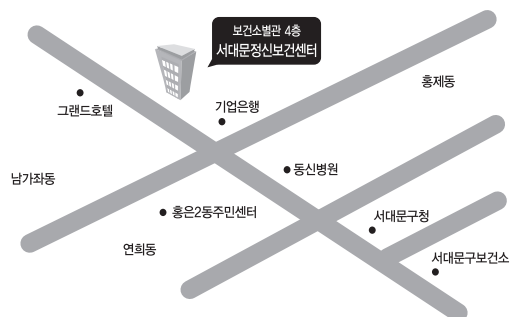 보건소별관 4층
서대문정신보건센터
홍제동
그랜드호텔
기업은행
동신병원
남가좌동
홍은2동주민센터
서대문구청
연희동
서대문구보건소